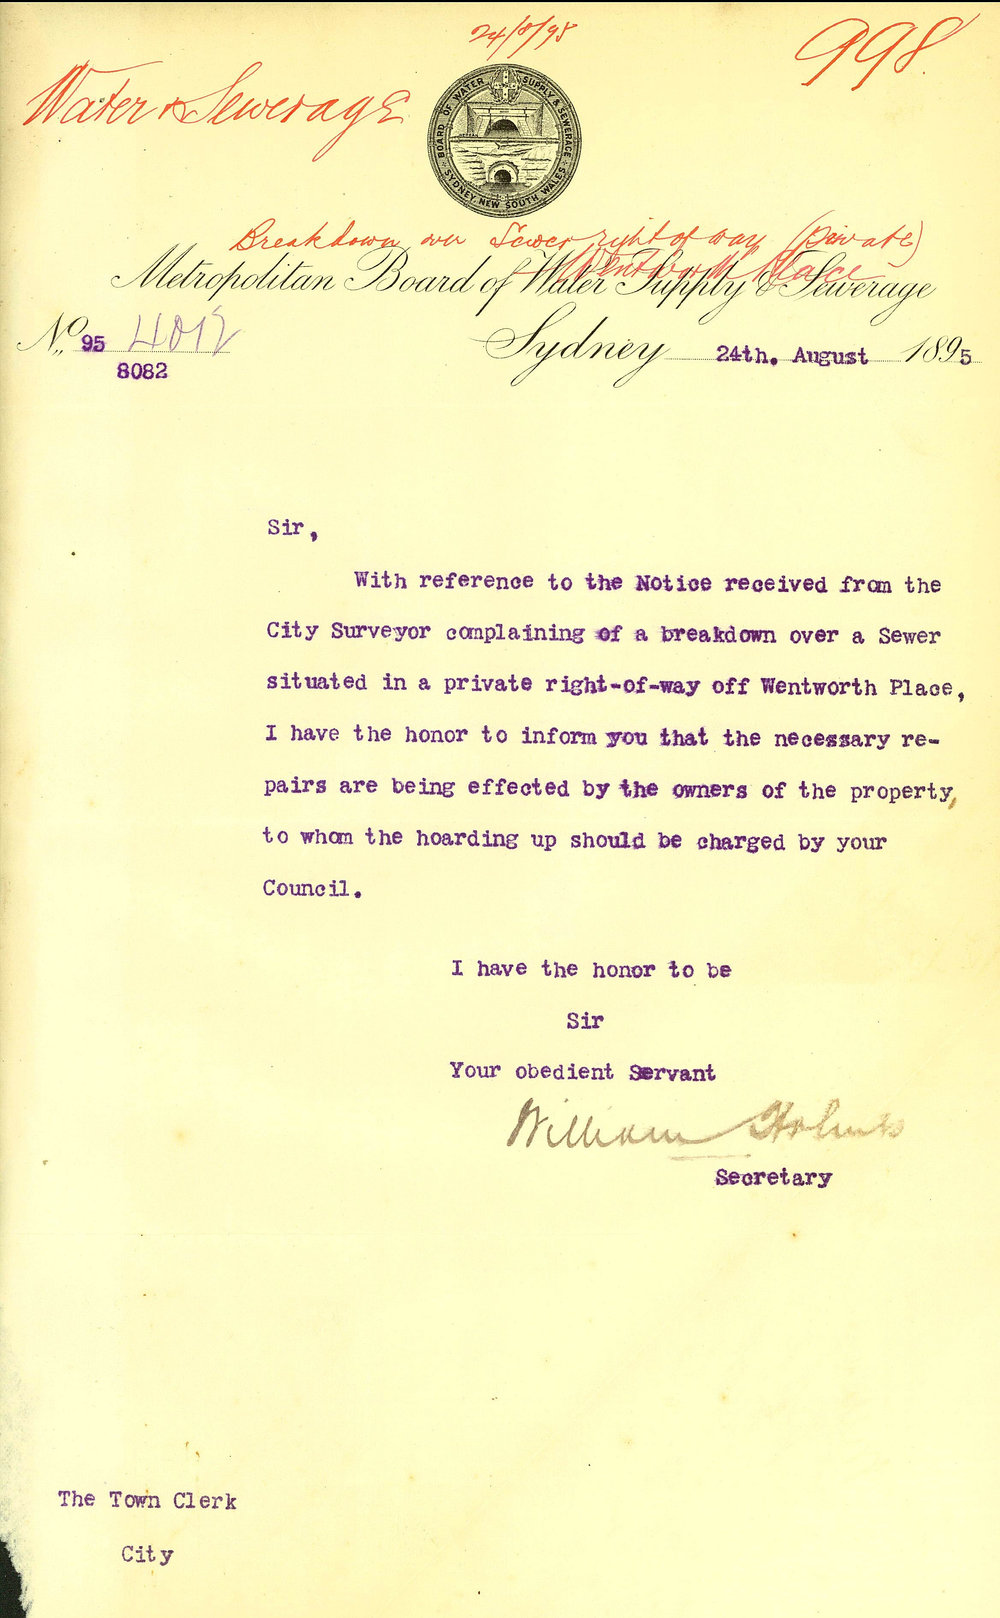 24/8/95
998
Water & Sewerage
BOARD OF WATER SUPPLY & SEWERAGE
SYDNEY, NEW SOUTH WALES
Breakdown over Sewer right of way (private)
Wentworth Place
Metropolitan Board of Water Supply & Sewerage
No. 95 4012
8082
Sydney 24th. August 1895
Sir,
With reference to the Notice received from the
City Surveyor complaining of a breakdown over a Sewer
situated in a private right-of-way off Wentworth Place,
I have the honor to inform you that the necessary re-
pairs are being effected by the owners of the property,
to whom the hoarding up should be charged by your
Council.
I have the honor to be
Sir
Your obedient Servant
William Holmes
Secretary
The Town Clerk
City